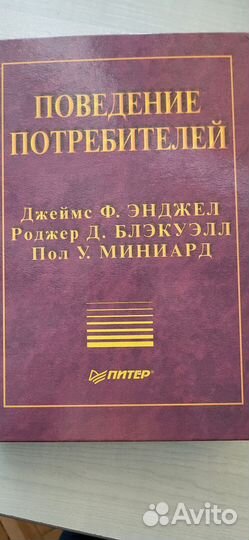 ПОВЕДЕНИЕ
ПОТРЕБИТЕЛЕЙ
Джеймс Ф. ЭНДЖЕЛ
Роджер Д. БЛЭКУЭЛЛ
Пол У. МИНИАРД
ПИТЕР
Avito